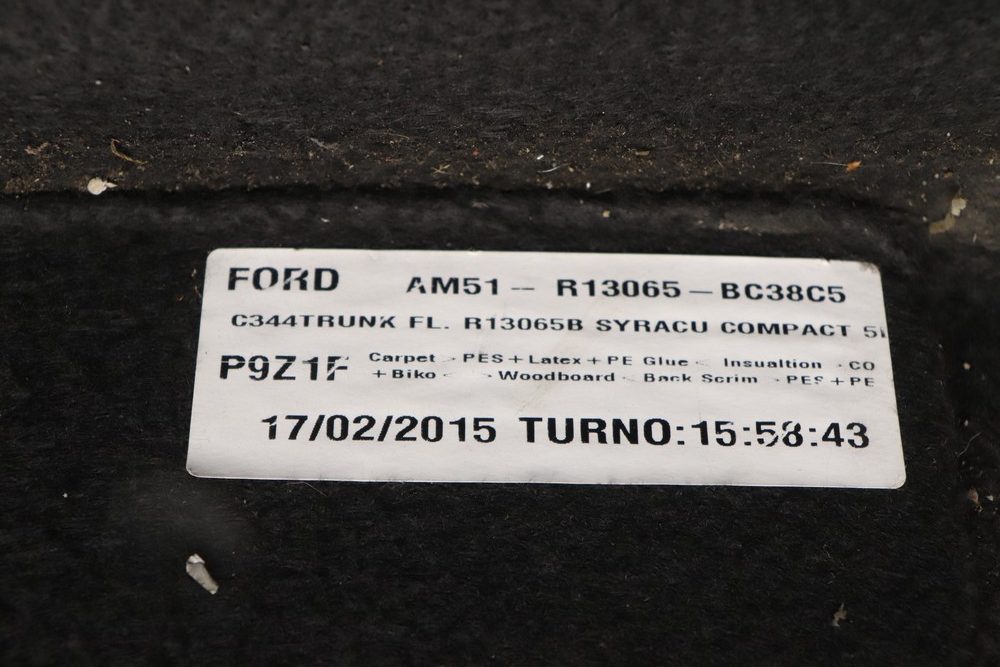 FORD AM51 - R13065 - BC38C5
C344TRUNK FL. R13065B SYRACU COMPACT
P9Z1F Carpet > PES + Latex + PE Glue < Insualtion > CO
+ Biko < > Woodboard < Back Scrim > PES + PE
17/02/2015 TURNO:15:58:43